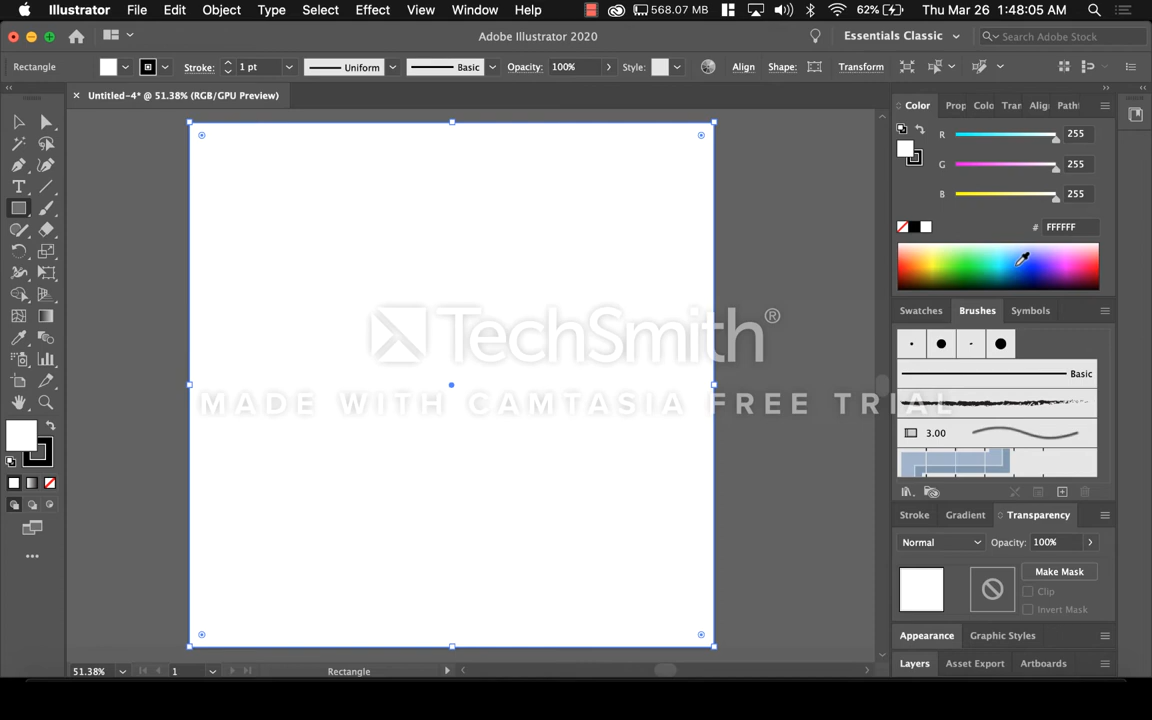 Illustrator File Edit Object Type Select Effect View Window Help 568.07 MB 62% Thu Mar 26 1:48:05 AM
Adobe Illustrator 2020 Essentials Classic Search Adobe Stock
Rectangle Stroke: 1 pt Uniform Basic Opacity: 100% Style: Align Shape: Transform
Untitled-4* @ 51.38% (RGB/GPU Preview)
Color Prop Colo Tran Alig Path
R 255
G 255
B 255
# FFFFFF
Swatches Brushes Symbols
Basic
3.00
TechSmith®
MADE WITH CAMTASIA FREE TRIAL
Stroke Gradient Transparency
Normal Opacity: 100%
Make Mask
Clip
Invert Mask
Appearance Graphic Styles
Layers Asset Export Artboards
51.38% 1 Rectangle